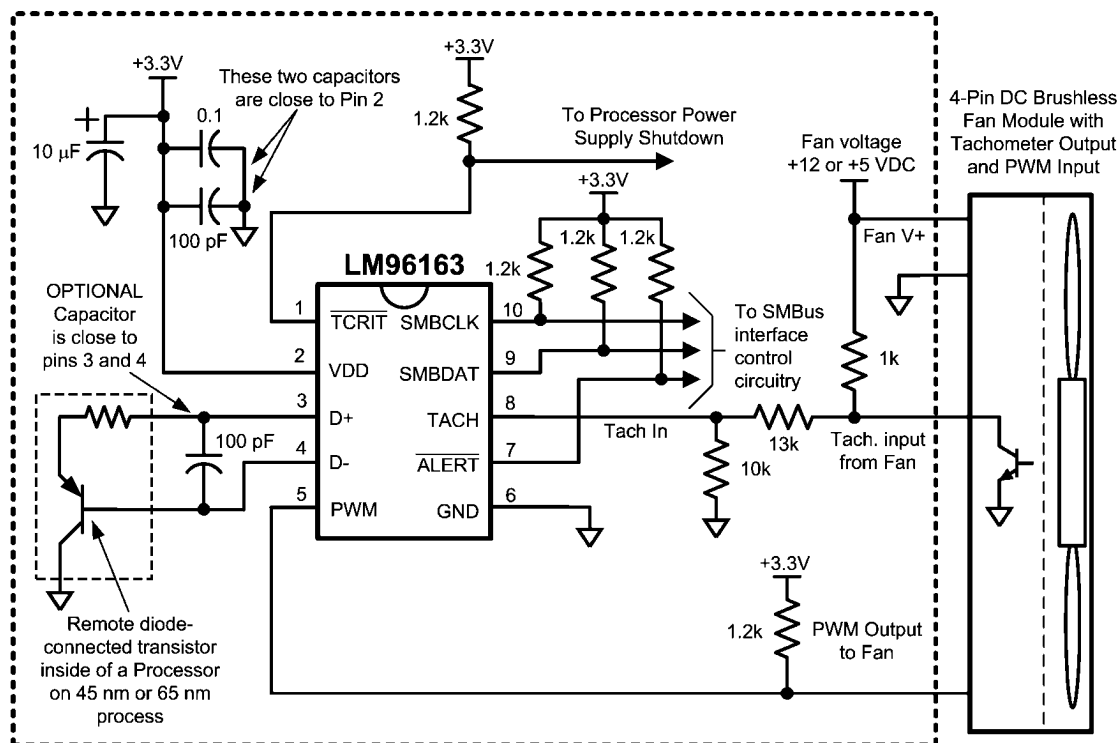 +3.3V
These two capacitors
are close to Pin 2
+
10 µF
0.1
100 pF
+3.3V
1.2k
To Processor Power
Supply Shutdown
+3.3V
1.2k
1.2k
1.2k
Fan voltage
+12 or +5 VDC
4-Pin DC Brushless
Fan Module with
Tachometer Output
and PWM Input
Fan V+
LM96163
OPTIONAL
Capacitor
is close to
pins 3 and 4
1
TCRIT
2
VDD
3
D+
4
D-
5
PWM
10
SMBCLK
9
SMBDAT
8
TACH
7
ALERT
6
GND
To SMBus
interface
control
circuitry
1k
Tach In
13k
10k
Tach. input
from Fan
100 pF
Remote diode-
connected transistor
inside of a Processor
on 45 nm or 65 nm
process
+3.3V
1.2k
PWM Output
to Fan